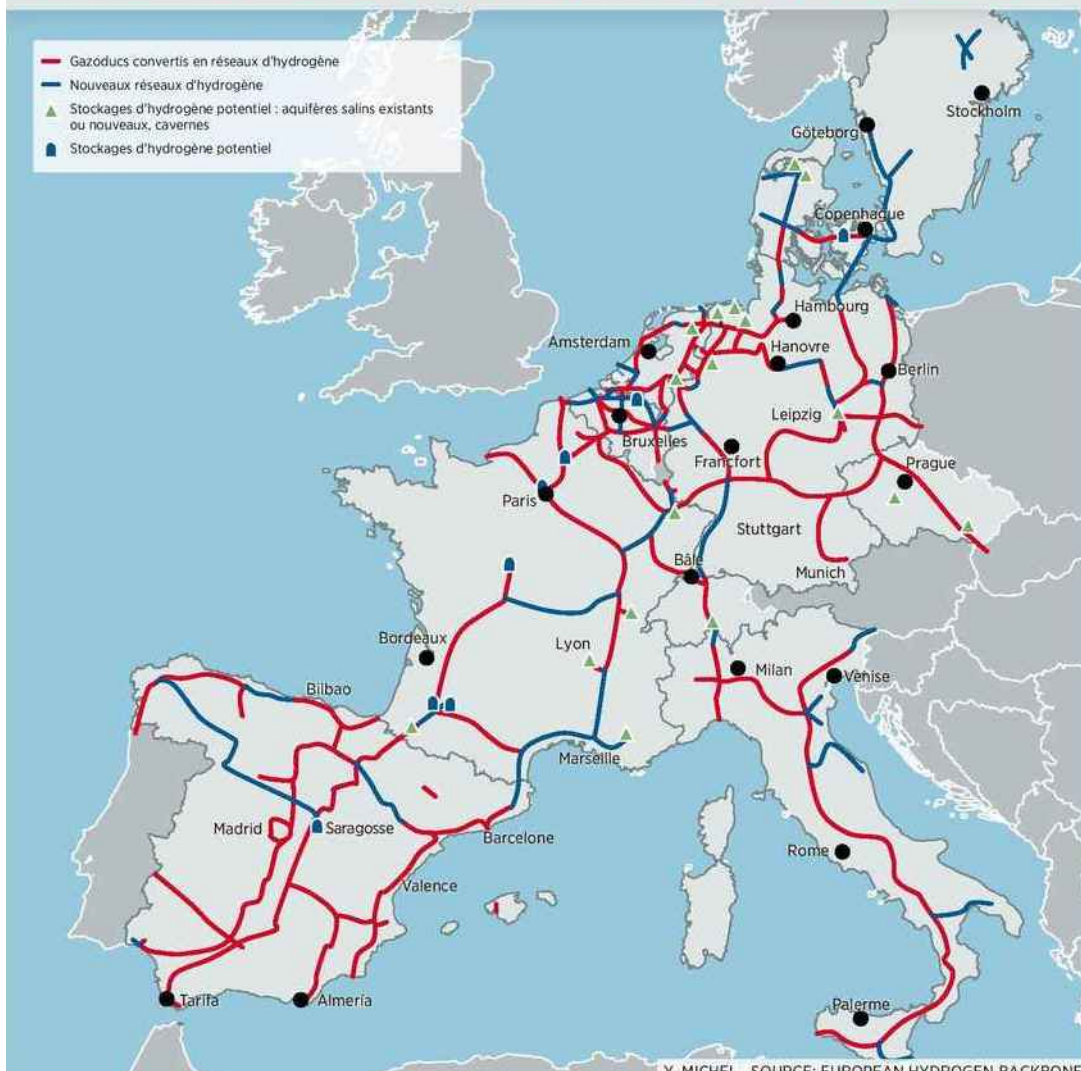 Gazoducs convertis en réseaux d'hydrogène
Nouveaux réseaux d'hydrogène
Stockages d'hydrogène potentiel : aquifères salins existants
ou nouveaux, cavernes
Stockages d'hydrogène potentiel
Stockholm
Göteborg
Copenhague
Hambourg
Amsterdam
Hanovre
Berlin
Leipzig
Bruxelles
Francfort
Prague
Paris
Stuttgart
Bâle
Munich
Bordeaux
Lyon
Milan
Venise
Bilbao
Marseille
Madrid
Saragosse
Barcelone
Rome
Valence
Tarifa
Almería
Palerme
Y. MICHEL - SOURCE: EUROPEAN HYDROGEN BACKBONE